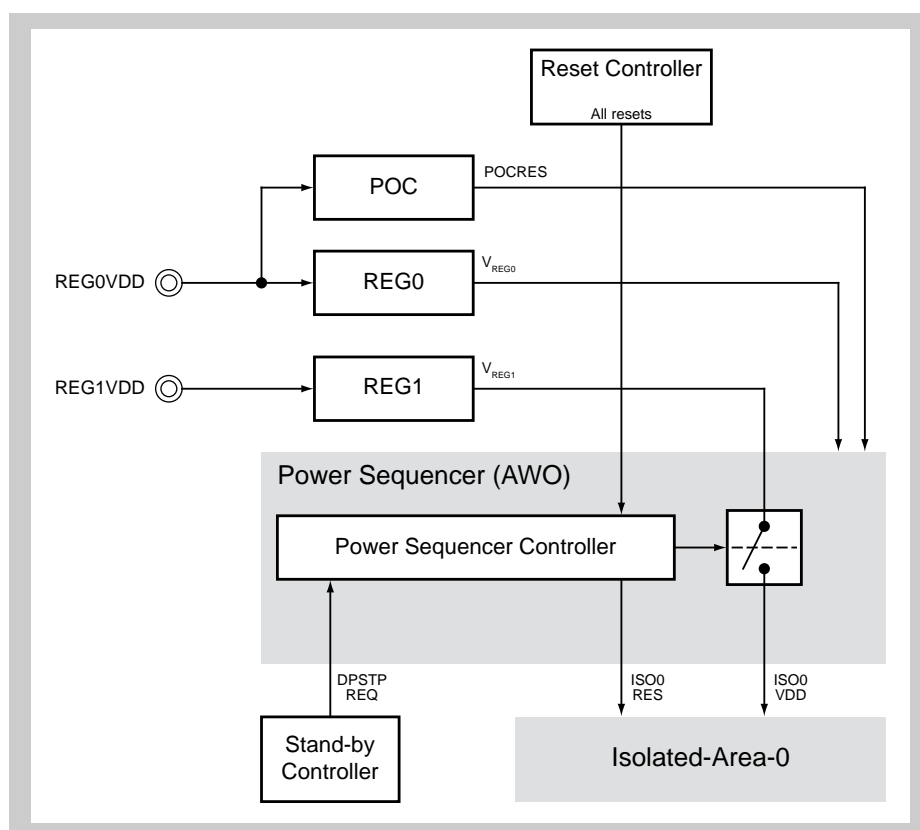 Reset Controller
All resets
POC
POCRES
REG0VDD
REG0
VREG0
REG1VDD
REG1
VREG1
Power Sequencer (AWO)
Power Sequencer Controller
DPSTP
REQ
ISO0
RES
ISO0
VDD
Stand-by
Controller
Isolated-Area-0